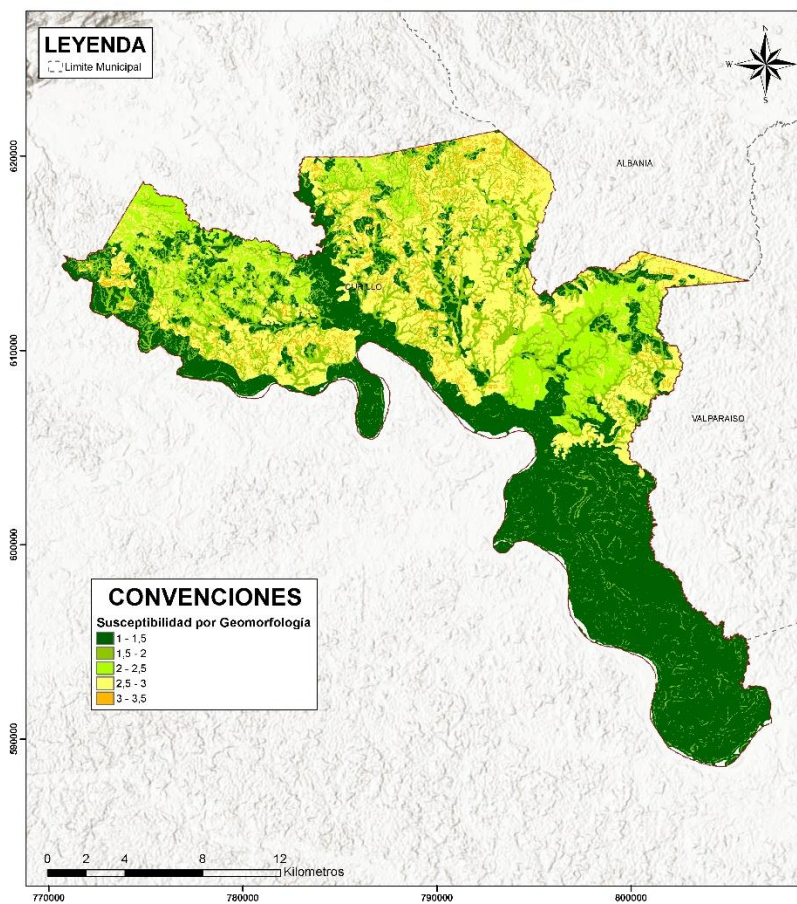 LEYENDA
Limite Municipal
N
W
E
S
620000
ALBANIA
CURILLO
610000
VALPARAISO
600000
CONVENCIONES
Susceptibilidad por Geomorfología
1 - 1,5
1,5 - 2
2 - 2,5
2,5 - 3
3 - 3,5
590000
0 2 4 8 12
Kilometros
770000 780000 790000 800000